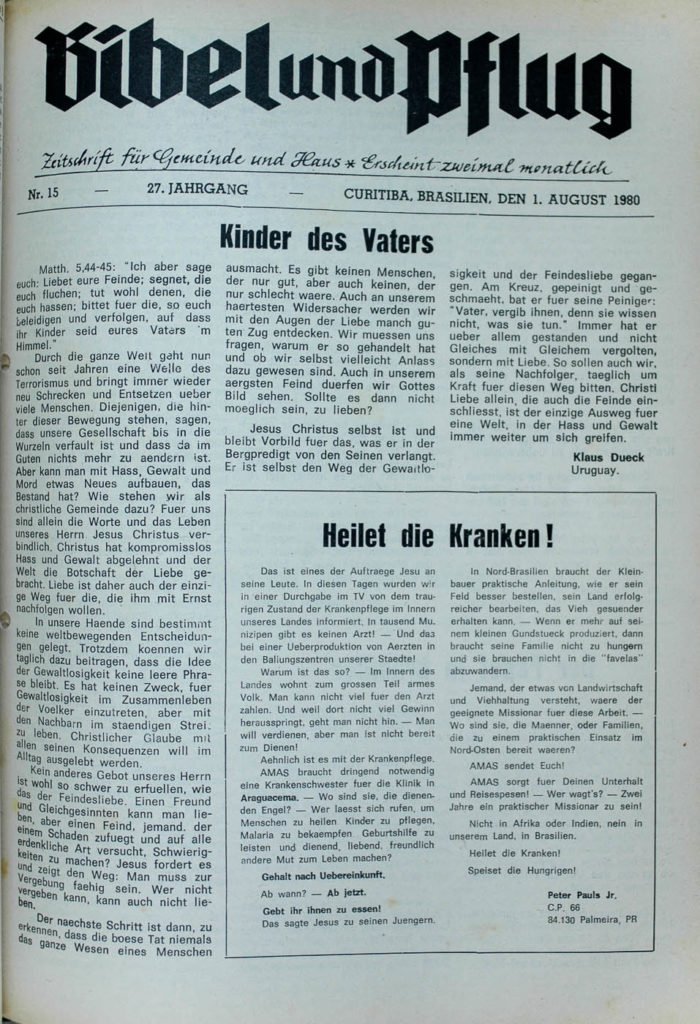 Bibel und Pflug
Zeitschrift für Gemeinde und Haus * Erscheint zweimal monatlich
Nr. 15 — 27. JAHRGANG — CURITIBA, BRASILIEN, DEN 1. AUGUST 1980
Kinder des Vaters
Matth. 5,44-45: "Ich aber sage
euch: Liebet eure Feinde; segnet, die
euch fluchen; tut wohl denen, die
euch hassen; bittet fuer die, so euch
beleidigen und verfolgen, auf dass
ihr Kinder seid eures Vaters 'm
Himmel."
Durch die ganze Welt geht nun
schon seit Jahren eine Welle des
Terrorismus und bringt immer wieder
neu Schrecken und Entsetzen ueber
viele Menschen. Diejenigen, die hin-
ter dieser Bewegung stehen, sagen,
dass unsere Gesellschaft bis in die
Wurzeln verfault ist und dass da im
Guten nichts mehr zu aendern ist.
Aber kann man mit Hass, Gewalt und
Mord etwas Neues aufbauen, das
Bestand hat? Wie stehen wir als
christliche Gemeinde dazu? Fuer uns
sind allein die Worte und das Leben
unseres Herrn Jesus Christus ver-
bindlich. Christus hat kompromisslos
Hass und Gewalt abgelehnt und der
Welt die Botschaft der Liebe ge-
bracht. Liebe ist daher auch der einzi-
ge Weg fuer die, die ihm mit Ernst
nachfolgen wollen.
In unsere Haende sind bestimmt
keine weltbewegenden Entscheidun-
gen gelegt. Trotzdem koennen wir
taglich dazu beitragen, dass die Idee
der Gewaltlosigkeit keine leere Phra-
se bleibt. Es hat keinen Zweck, fuer
Gewaltlosigkeit im Zusammenleben
der Voelker einzutreten, aber mit
den Nachbarn im staendigen Streit
zu leben. Christlicher Glaube mit
allen seinen Konsequenzen will im
Alltag ausgelebt werden.
Kein anderes Gebot unseres Herrn
ist wohl so schwer zu erfuellen, wie
das der Feindesliebe. Einen Freund
und Gleichgesinnten kann man lie-
ben, aber einen Feind, jemand, der
einem Schaden zufuegt und auf alle
erdenkliche Art versucht, Schwierig-
keiten zu machen? Jesus fordert es
und zeigt den Weg: Man muss zur
Vergebung faehig sein. Wer nicht
vergeben kann, kann auch nicht lie-
ben.
Der naechste Schritt ist dann, zu
erkennen, dass die boese Tat niemals
das ganze Wesen eines Menschen
ausmacht. Es gibt keinen Menschen,
der nur gut, aber auch keinen, der
nur schlecht waere. Auch an unserem
haertesten Widersacher werden wir
mit den Augen der Liebe manch gu-
ten Zug entdecken. Wir muessen uns
fragen, warum er so gehandelt hat
und ob wir selbst vielleicht Anlass
dazu gewesen sind. Auch in unserem
aergsten Feind duerfen wir Gottes
Bild sehen. Sollte es dann nicht
moeglich sein, zu lieben?
Jesus Christus selbst ist und
bleibt Vorbild fuer das, was er in der
Bergpredigt von den Seinen verlangt.
Er ist selbst den Weg der Gewaltlo-
sigkeit und der Feindesliebe gegan-
gen. Am Kreuz, gepeinigt und ge-
schmaeht, bat er fuer seine Peiniger:
"Vater, vergib ihnen, denn sie wissen
nicht, was sie tun." Immer hat er
ueber allem gestanden und nicht
Gleiches mit Gleichem vergolten,
sondern mit Liebe. So sollen auch wir,
als seine Nachfolger, taeglich um
Kraft fuer diesen Weg bitten. Christi
Liebe allein, die auch die Feinde ein-
schliesst, ist der einzige Ausweg fuer
eine Welt, in der Hass und Gewalt
immer weiter um sich greifen.
Klaus Dueck
Uruguay.
Heilet die Kranken!
Das ist eines der Auftraege Jesu an
seine Leute. In diesen Tagen wurden wir
in einer Durchgabe im TV von dem trau-
rigen Zustand der Krankenpflege im Innern
unseres Landes informiert. In tausend Mu-
nizipen gibt es keinen Arzt! — Und das
bei einer Ueberproduktion von Aerzten in
den Ballungszentren unserer Staedte!
Warum ist das so? — Im Innern des
Landes wohnt zum grossen Teil armes
Volk. Man kann nicht viel fuer den Arzt
zahlen. Und weil dort nicht viel Gewinn
herausspringt, geht man nicht hin. — Man
will verdienen, aber man ist nicht bereit
zum Dienen!
Aehnlich ist es mit der Krankenpflege.
AMAS braucht dringend notwendig
eine Krankenschwester fuer die Clinik in
Araguacema. — Wo sind sie, die dienen-
den Engel? — Wer laesst sich rufen, um
Menschen zu heilen Kinder zu pflegen,
Malaria zu bekaempfen. Geburtshilfe zu
leisten und dienend, liebend, freundlich
andere Mut zum Leben machen?
Gehalt nach Uebereinkunft.
Ab wann? — Ab jetzt.
Gebt ihr ihnen zu essen!
Das sagte Jesus zu seinen Juengern.
In Nord-Brasilien braucht der Klein-
bauer praktische Anleitung, wie er sein
Feld besser bestellen, sein Land erfolg-
reicher bearbeiten, das Vieh gesuender
erhalten kann. — Wenn er mehr auf sei-
nem kleinen Gundstueck produziert, dann
braucht seine Familie nicht zu hungern
und sie brauchen nicht in die "favelas"
abzuwandern.
Jemand, der etwas von Landwirtschaft
und Viehhaltung versteht, waere der
geeignete Missionar fuer diese Arbeit. —
Wo sind sie, die Maenner, oder Familien,
die zu einem praktischen Einsatz im
Nord-Osten bereit waeren?
AMAS sendet Euch!
AMAS sorgt fuer Deinen Unterhalt
und Reisespesen! — Wer wagt's? — Zwei
Jahre ein praktischer Missionar zu sein!
Nicht in Afrika oder Indien, nein in
unserem Land, in Brasilien.
Heilet die Kranken!
Speiset die Hungrigen!
Peter Pauls Jr.
C.P. 66
84.130 Palmeira, PR